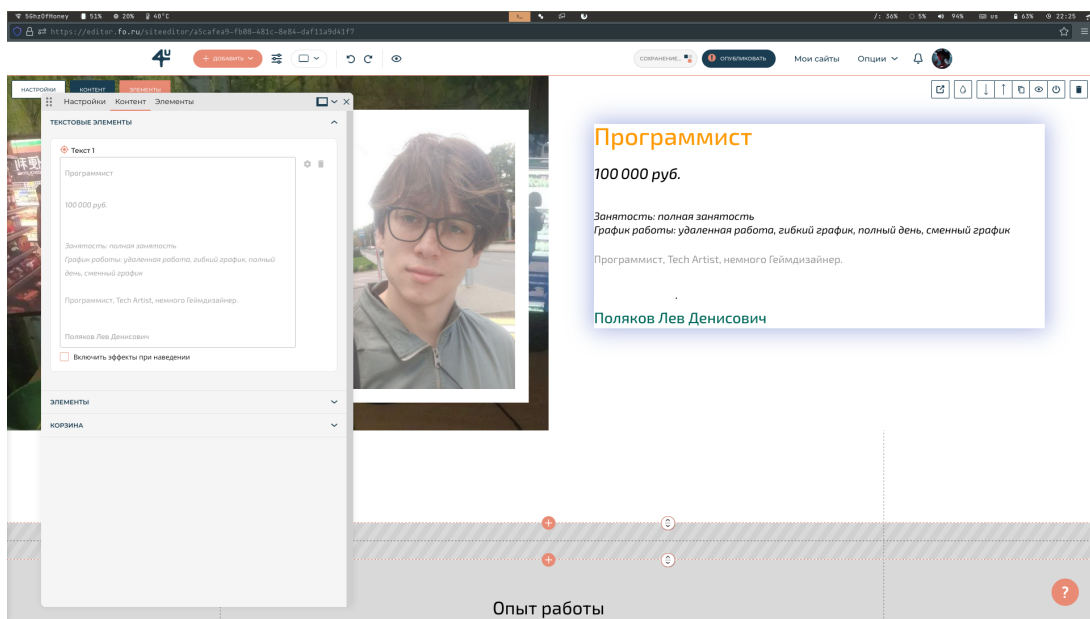 5GhzOfHoney 51% 20% 40°C /: 36% 5% 94% us 63% 22:25
https://editor.fo.ru/siteeditor/a5cafea9-fb08-481c-8e84-daf11a9d41f7
4U + ДОБАВИТЬ СОХРАНЕНИЕ... ОПУБЛИКОВАТЬ Мои сайты Опции
НАСТРОЙКИ КОНТЕНТ ЭЛЕМЕНТЫ
Настройки Контент Элементы
ТЕКСТОВЫЕ ЭЛЕМЕНТЫ
Текст 1
Программист
100 000 руб.
Занятость: полная занятость
График работы: удаленная работа, гибкий график, полный
день, сменный график
Программист, Tech Artist, немного Геймдизайнер.
Поляков Лев Денисович
Включить эффекты при наведении
ЭЛЕМЕНТЫ
КОРЗИНА
Программист
100 000 руб.
Занятость: полная занятость
График работы: удаленная работа, гибкий график, полный день, сменный график
Программист, Tech Artist, немного Геймдизайнер.
.
Поляков Лев Денисович
Опыт работы
?